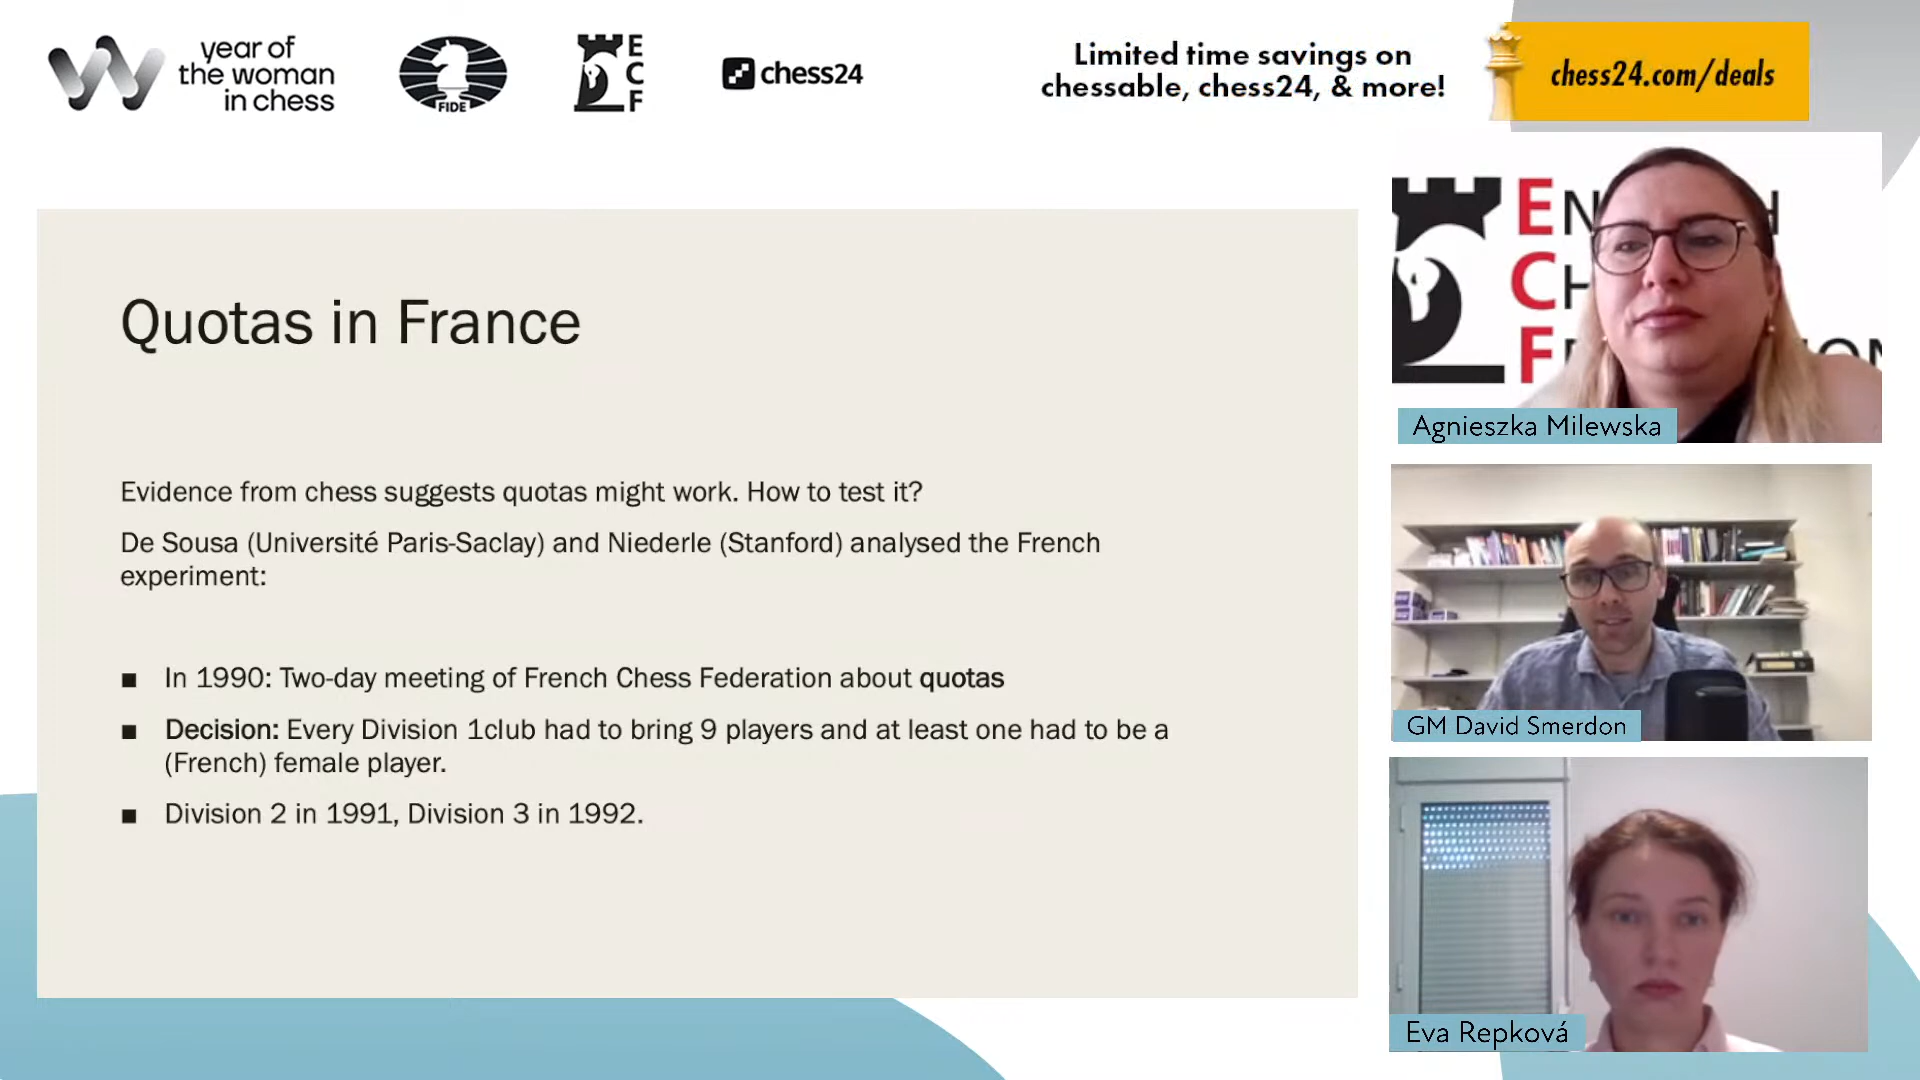 year of
the woman
in chess
FIDE
E
C
F
chess24
Limited time savings on
chessable, chess24, & more!
chess24.com/deals
Quotas in France
Evidence from chess suggests quotas might work. How to test it?
De Sousa (Université Paris-Saclay) and Niederle (Stanford) analysed the French
experiment:
■ In 1990: Two-day meeting of French Chess Federation about quotas
■ Decision: Every Division 1club had to bring 9 players and at least one had to be a
(French) female player.
■ Division 2 in 1991, Division 3 in 1992.
EN H
CH
F ION
Agnieszka Milewska
GM David Smerdon
Eva Repková